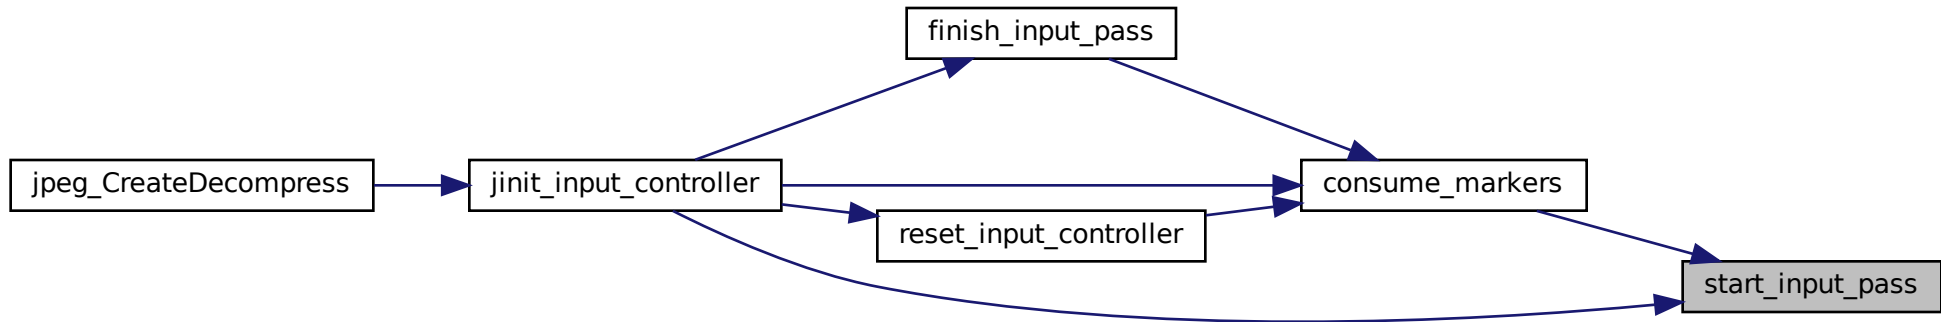 finish_input_pass
jpeg_CreateDecompress
jinit_input_controller
consume_markers
reset_input_controller
start_input_pass